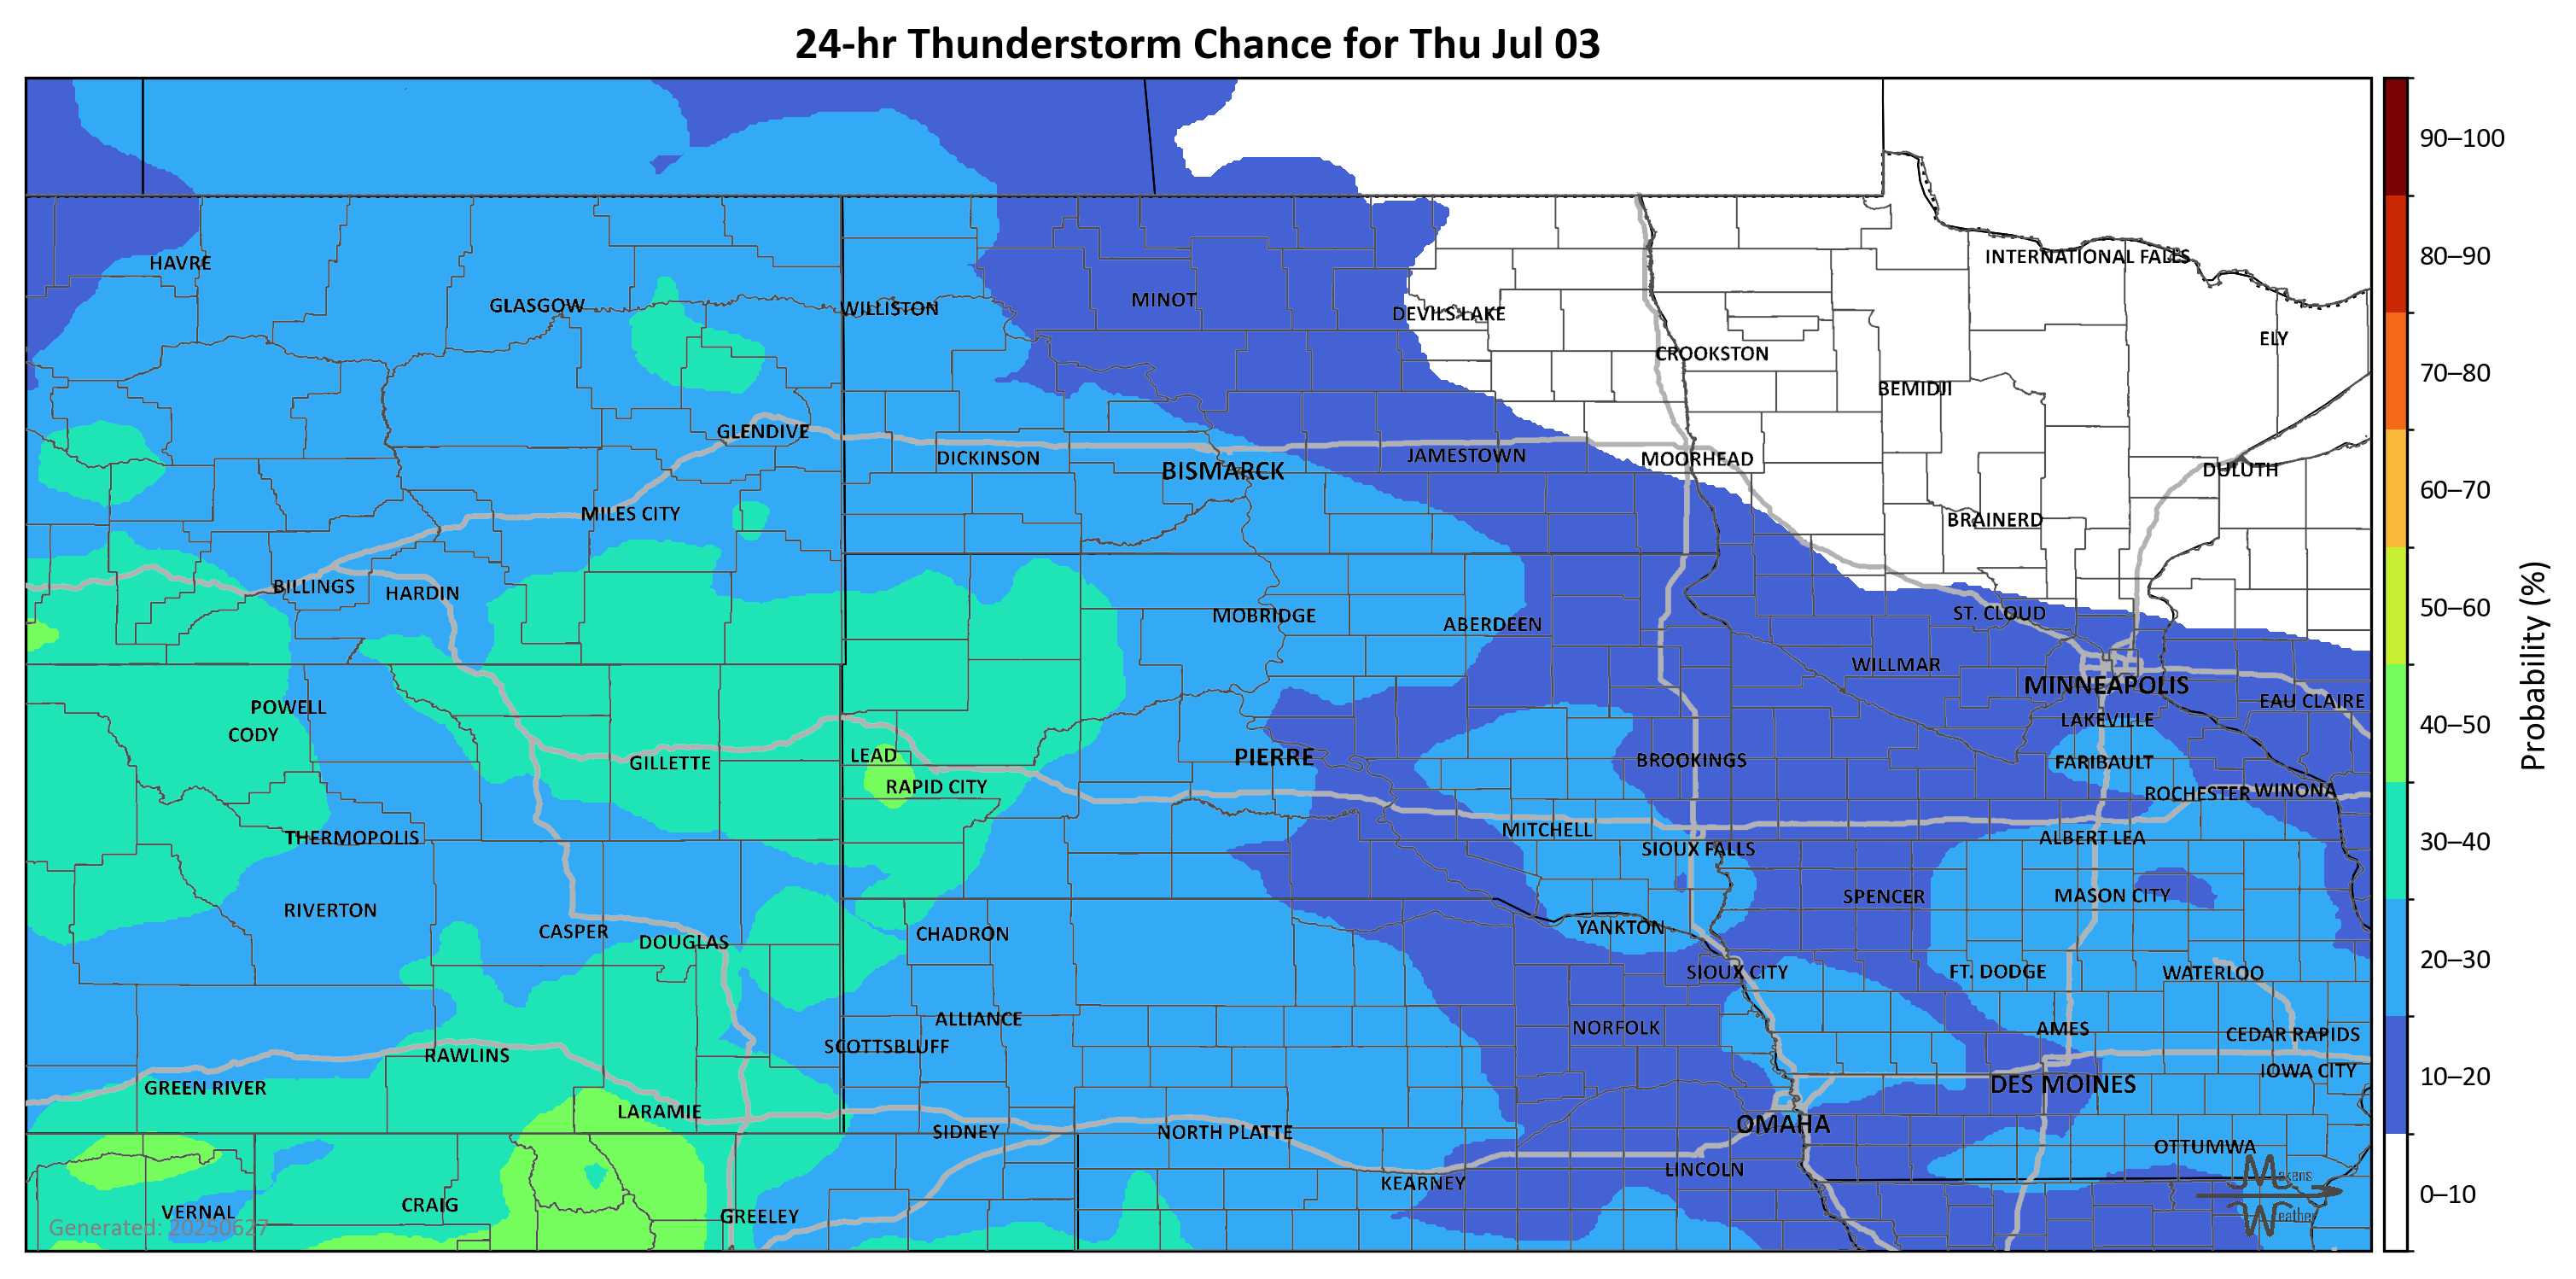 24-hr Thunderstorm Chance for Thu Jul 03
90–100
INTERNATIONAL FALLS
80–90
HAVRE
MINOT
GLASGOW
WILLISTON
DEVILS LAKE
ELY
CROOKSTON
70–80
BEMIDJI
GLENDIVE
DICKINSON
JAMESTOWN
MOORHEAD
BISMARCK
DULUTH
60–70
MILES CITY
BRAINERD
BILLINGS
HARDIN
50–60
MOBRIDGE
ABERDEEN
ST. CLOUD
Probability (%)
WILLMAR
MINNEAPOLIS
POWELL
EAU CLAIRE
LAKEVILLE
40–50
CODY
LEAD
PIERRE
GILLETTE
BROOKINGS
FARIBAULT
RAPID CITY
ROCHESTER
WINONA
MITCHELL
THERMOPOLIS
ALBERT LEA
30–40
SIOUX FALLS
SPENCER
MASON CITY
RIVERTON
YANKTON
CASPER
CHADRON
DOUGLAS
20–30
SIOUX CITY
FT. DODGE
WATERLOO
ALLIANCE
NORFOLK
AMES
CEDAR RAPIDS
SCOTTSBLUFF
RAWLINS
IOWA CITY
10–20
GREEN RIVER
DES MOINES
LARAMIE
OMAHA
SIDNEY
NORTH PLATTE
OTTUMWA
LINCOLN
Makens
KEARNEY
0–10
CRAIG
VERNAL
GREELEY
Weather
Generated: 20250627